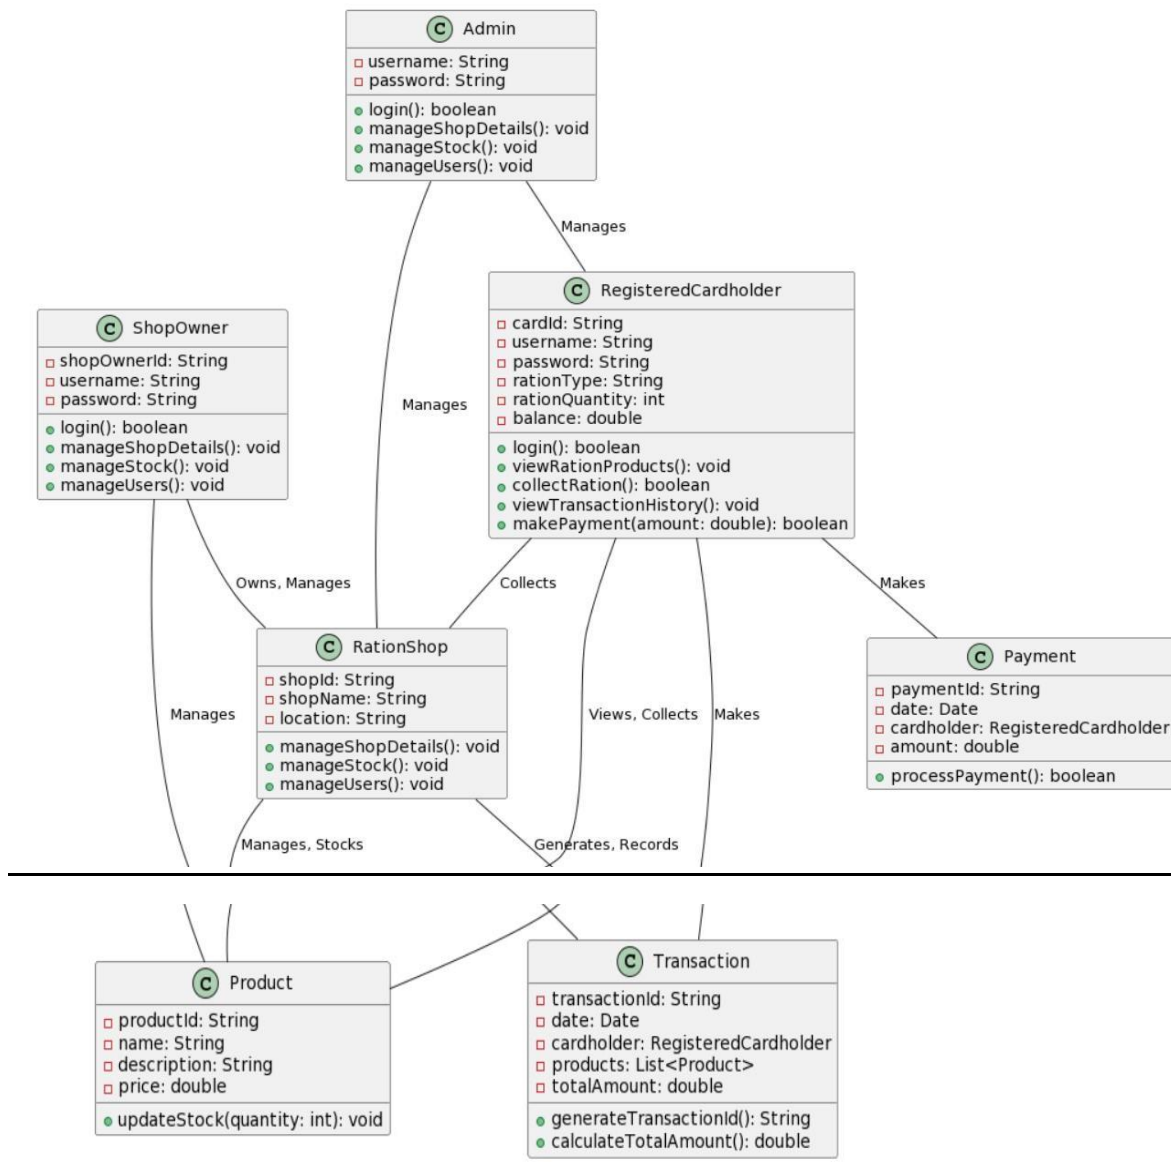 C Admin
username: String
password: String
login(): boolean
manageShopDetails(): void
manageStock(): void
manageUsers(): void
Manages
C RegisteredCardholder
cardId: String
username: String
password: String
rationType: String
rationQuantity: int
balance: double
login(): boolean
viewRationProducts(): void
collectRation(): boolean
viewTransactionHistory(): void
makePayment(amount: double): boolean
C ShopOwner
shopOwnerId: String
username: String
password: String
login(): boolean
manageShopDetails(): void
manageStock(): void
manageUsers(): void
Manages
Owns, Manages
Collects
Makes
C RationShop
shopId: String
shopName: String
location: String
manageShopDetails(): void
manageStock(): void
manageUsers(): void
C Payment
paymentId: String
date: Date
cardholder: RegisteredCardholder
amount: double
processPayment(): boolean
Manages
Views, Collects
Makes
Manages, Stocks
Generates, Records
C Product
productId: String
name: String
description: String
price: double
updateStock(quantity: int): void
C Transaction
transactionId: String
date: Date
cardholder: RegisteredCardholder
products: List<Product>
totalAmount: double
generateTransactionId(): String
calculateTotalAmount(): double